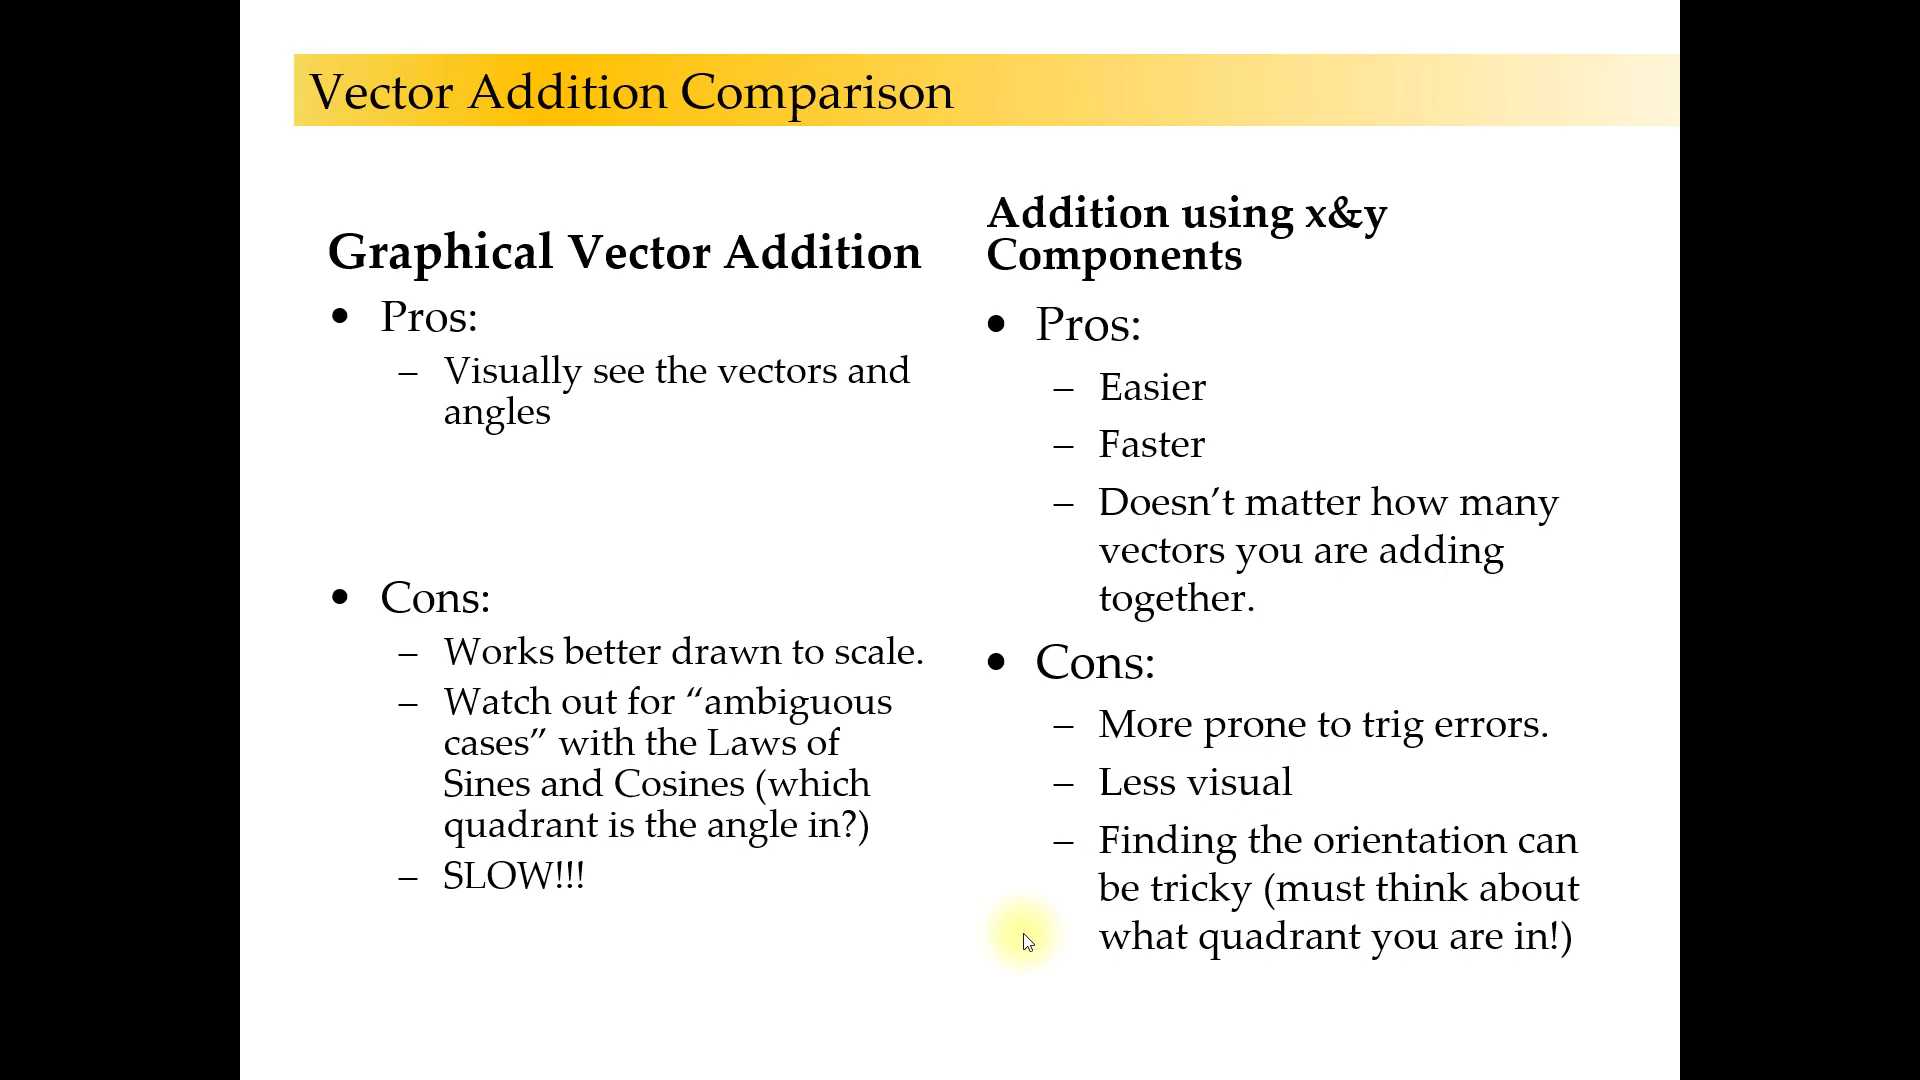 Vector Addition Comparison
Graphical Vector Addition
• Pros:
– Visually see the vectors and
angles
• Cons:
– Works better drawn to scale.
– Watch out for “ambiguous
cases” with the Laws of
Sines and Cosines (which
quadrant is the angle in?)
– SLOW!!!
Addition using x&y
Components
• Pros:
– Easier
– Faster
– Doesn’t matter how many
vectors you are adding
together.
• Cons:
– More prone to trig errors.
– Less visual
– Finding the orientation can
be tricky (must think about
what quadrant you are in!)